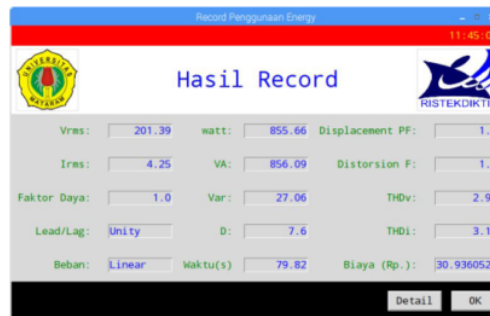 Record Penggunaan Energy
11:45:0
UNIVERSITAS
MATARAM
Hasil Record
RISTEKDIKTI
Vrms: 201.39 watt: 855.66 Displacement PF: 1.
Irms: 4.25 VA: 856.09 Distorsion F: 1.
Faktor Daya: 1.0 Var: 27.06 THDv: 2.9
Lead/Lag: Unity D: 7.6 THDi: 3.1
Beban: Linear Waktu(s) 79.82 Biaya (Rp.): 30.936052
Detail OK